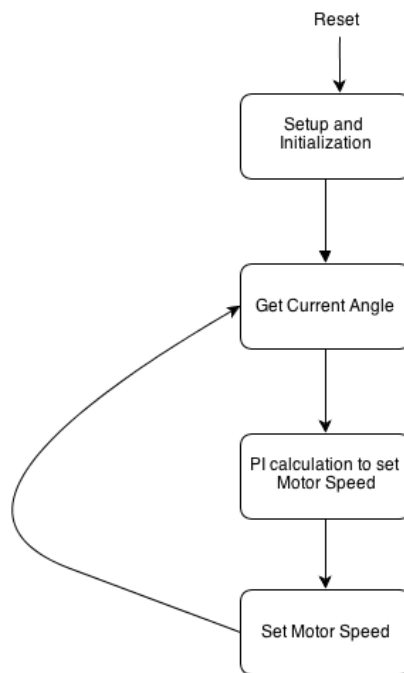 Reset
Setup and
Initialization
Get Current Angle
PI calculation to set
Motor Speed
Set Motor Speed